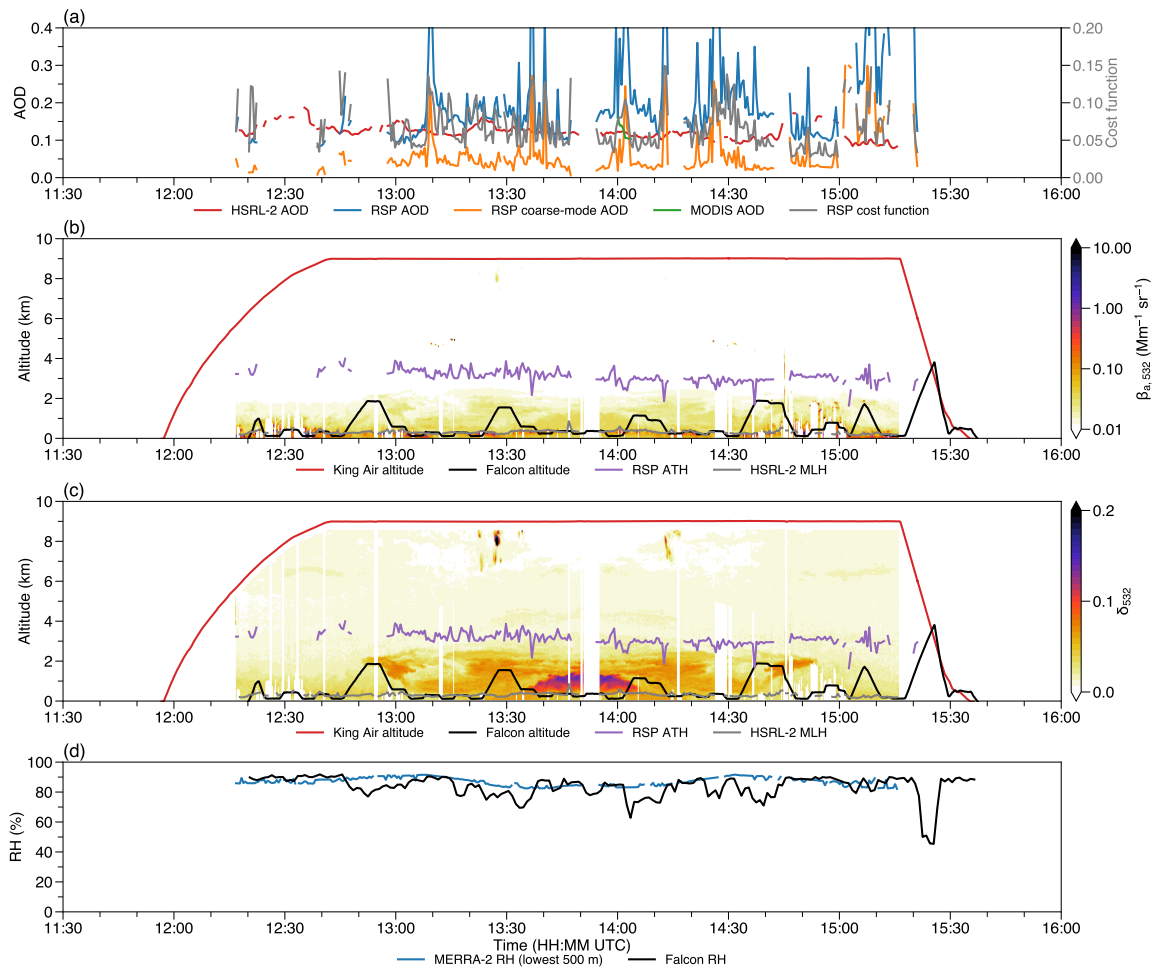 (a)
0.4
0.3
0.2
0.1
0.0
AOD
0.20
0.15
0.10
0.05
0.00
Cost function
11:30 12:00 12:30 13:00 13:30 14:00 14:30 15:00 15:30 16:00
HSRL-2 AOD RSP AOD RSP coarse-mode AOD MODIS AOD RSP cost function
(b)
10
8
6
4
2
0
Altitude (km)
10.00
1.00
0.10
0.01
βa,532 (Mm−1 sr−1)
11:30 12:00 12:30 13:00 13:30 14:00 14:30 15:00 15:30 16:00
King Air altitude Falcon altitude RSP ATH HSRL-2 MLH
(c)
10
8
6
4
2
0
Altitude (km)
0.2
0.1
0.0
δ532
11:30 12:00 12:30 13:00 13:30 14:00 14:30 15:00 15:30 16:00
King Air altitude Falcon altitude RSP ATH HSRL-2 MLH
(d)
100
80
60
40
20
0
RH (%)
11:30 12:00 12:30 13:00 13:30 14:00 14:30 15:00 15:30 16:00
Time (HH:MM UTC)
MERRA-2 RH (lowest 500 m) Falcon RH